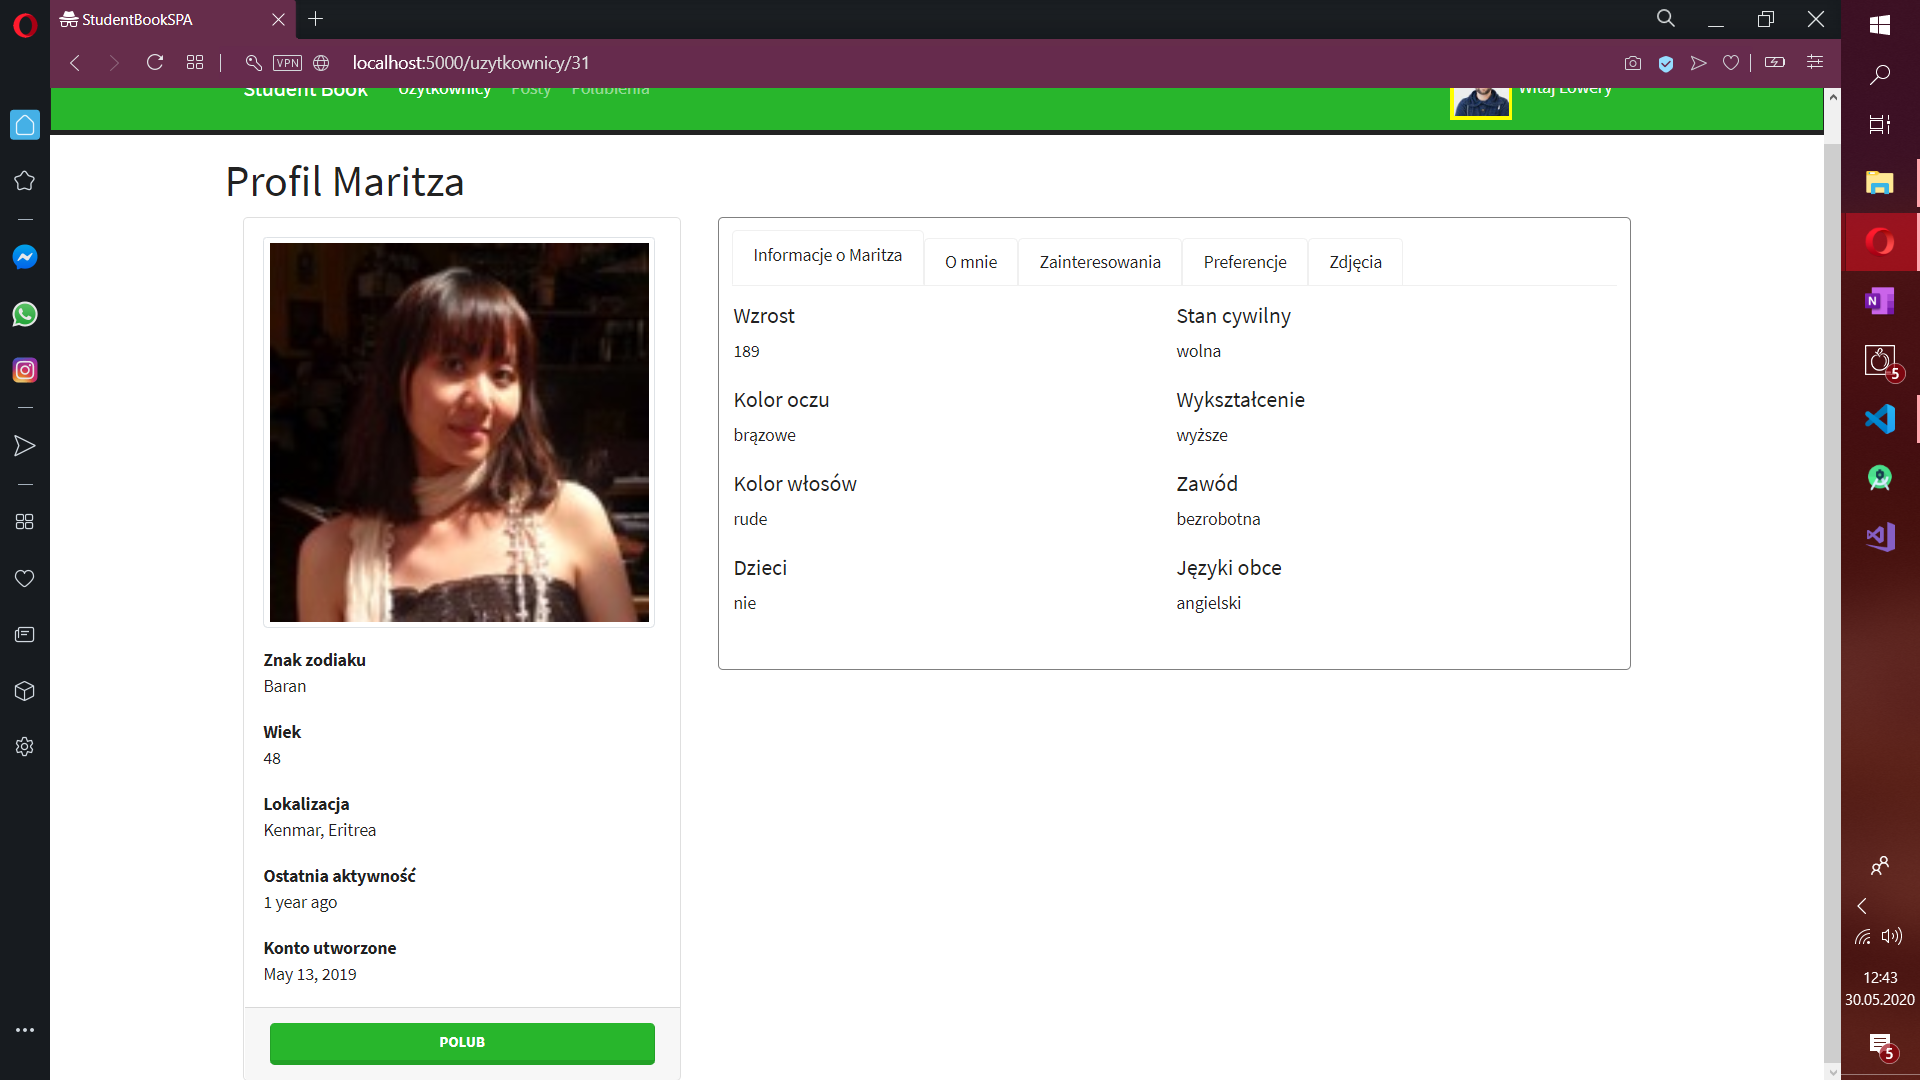 StudentBookSPA
VPN
localhost:5000/uzytkownicy/31
Student Book
Użytkownicy
Posty
Polubienia
Witaj Lowery
Profil Maritza
Informacje o Maritza
O mnie
Zainteresowania
Preferencje
Zdjęcia
Wzrost
189
Kolor oczu
brązowe
Kolor włosów
rude
Dzieci
nie
Stan cywilny
wolna
Wykształcenie
wyższe
Zawód
bezrobotna
Języki obce
angielski
Znak zodiaku
Baran
Wiek
48
Lokalizacja
Kenmar, Eritrea
Ostatnia aktywność
1 year ago
Konto utworzone
May 13, 2019
POLUB
N
5
12:43
30.05.2020
5